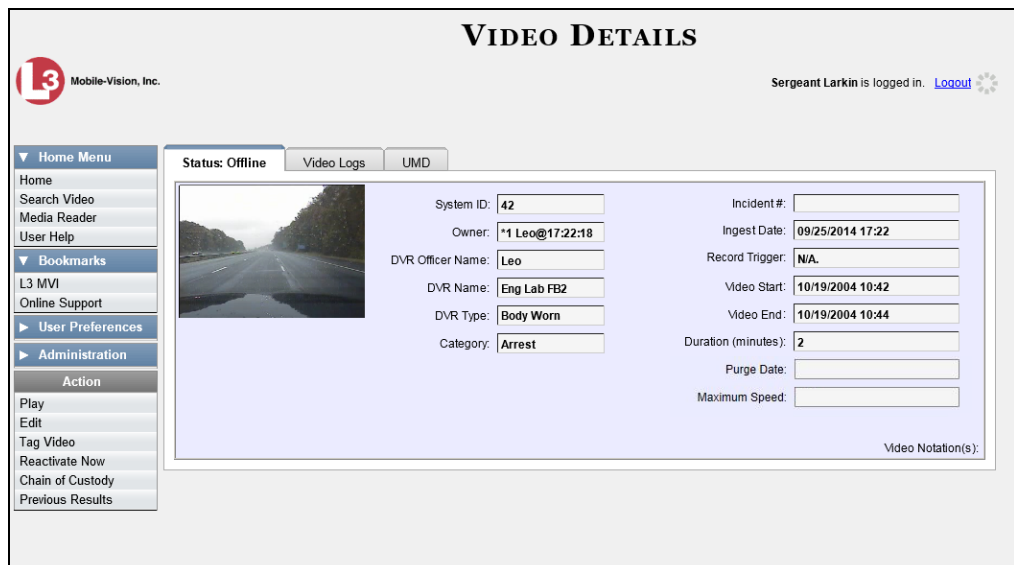 VIDEO DETAILS
L3 Mobile-Vision, Inc.
Sergeant Larkin is logged in. Logout
▼ Home Menu
Home
Search Video
Media Reader
User Help
▼ Bookmarks
L3 MVI
Online Support
► User Preferences
► Administration
Action
Play
Edit
Tag Video
Reactivate Now
Chain of Custody
Previous Results
Status: Offline
Video Logs
UMD
System ID: 42
Owner: *1 Leo@17:22:18
DVR Officer Name: Leo
DVR Name: Eng Lab FB2
DVR Type: Body Worn
Category: Arrest
Incident #:
Ingest Date: 09/25/2014 17:22
Record Trigger: N/A.
Video Start: 10/19/2004 10:42
Video End: 10/19/2004 10:44
Duration (minutes): 2
Purge Date:
Maximum Speed:
Video Notation(s):